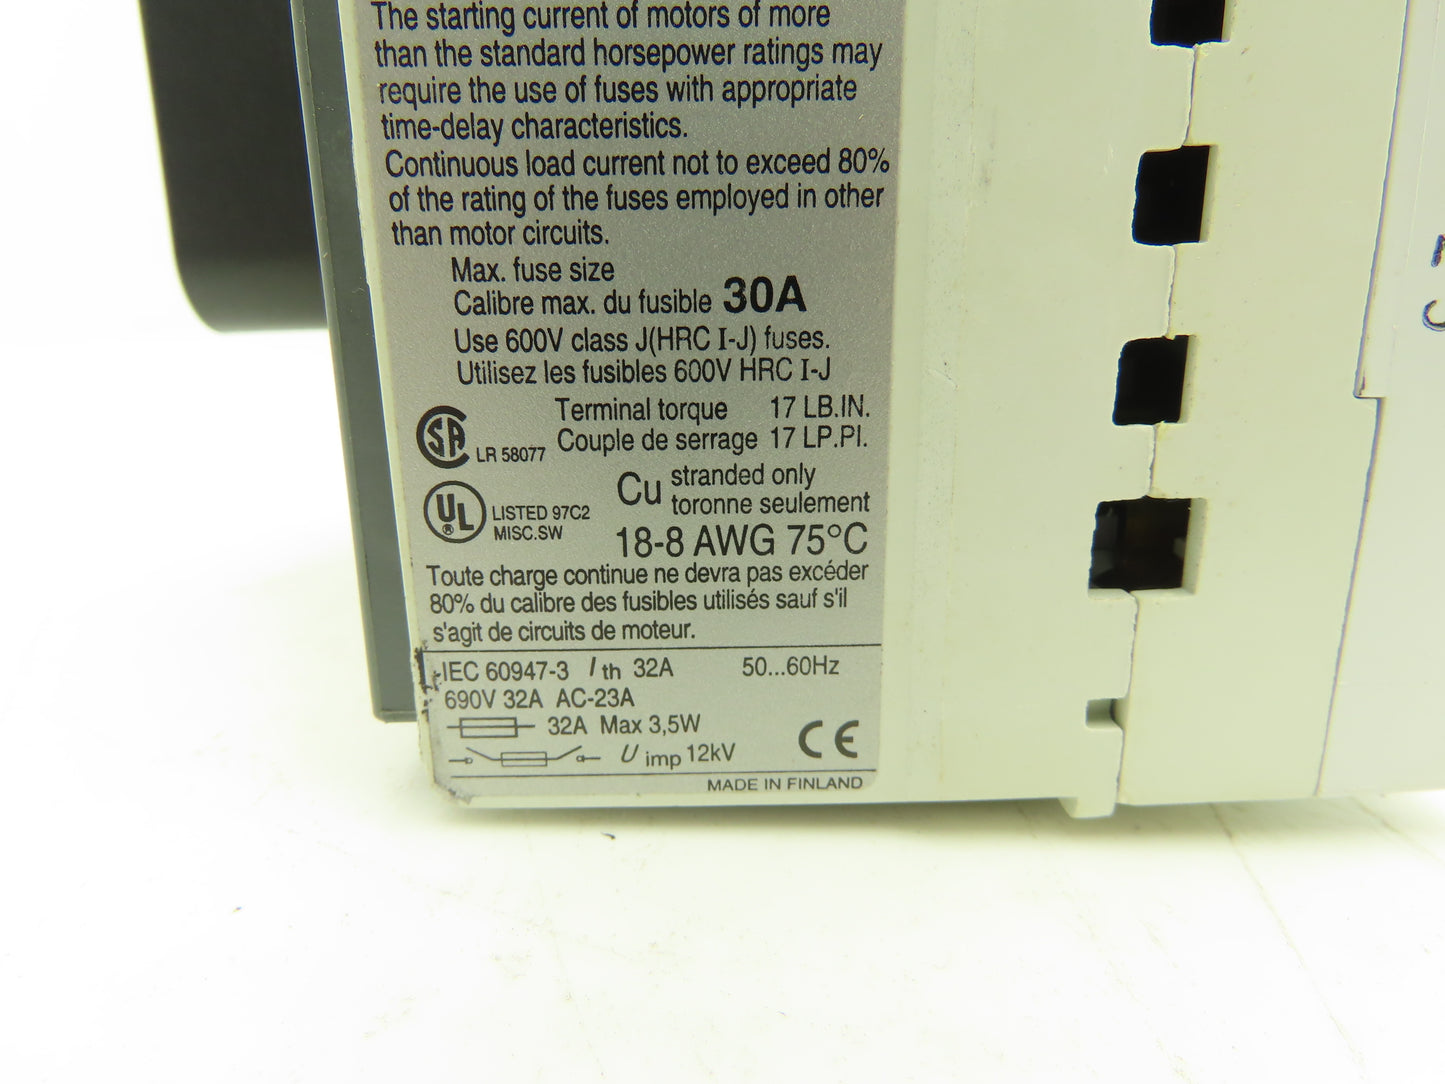 The starting current of motors of more
than the standard horsepower ratings may
require the use of fuses with appropriate
time-delay characteristics.
Continuous load current not to exceed 80%
of the rating of the fuses employed in other
than motor circuits.
Max. fuse size
Calibre max. du fusible 30A
Use 600V class J(HRC I-J) fuses.
Utilisez les fusibles 600V HRC I-J
Terminal torque 17 LB.IN.
Couple de serrage 17 LP.PI.
SA LR 58077
Cu stranded only
toronne seulement
UL ® LISTED 97C2
MISC.SW
18-8 AWG 75°C
Toute charge continue ne devra pas excéder
80% du calibre des fusibles utilisés sauf s'il
s'agit de circuits de moteur.
IEC 60947-3 Ith 32A 50...60Hz
690V 32A AC-23A
32A Max 3,5W
U imp 12kV CE
MADE IN FINLAND